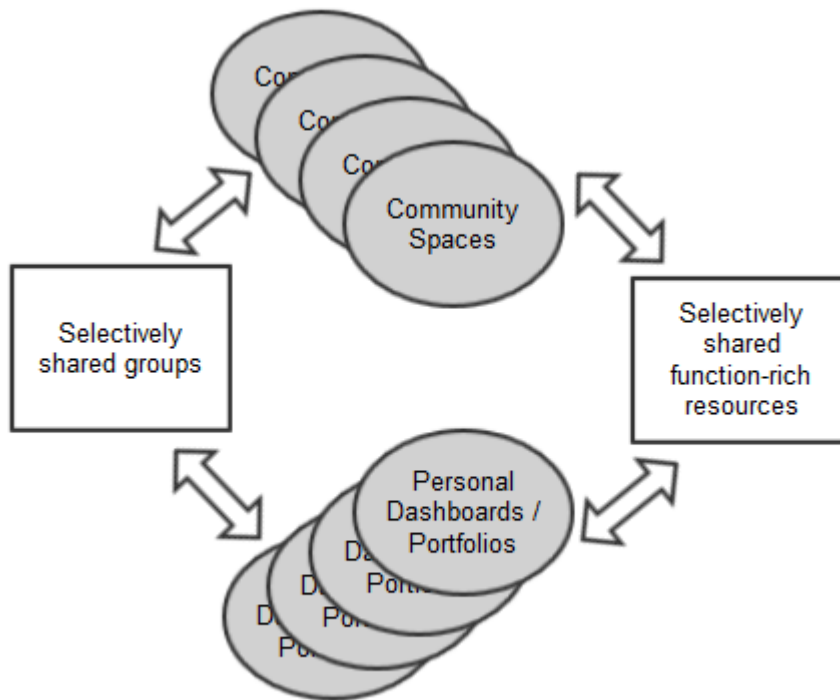 Community
Spaces
Selectively
shared groups
Selectively
shared
function-rich
resources
Personal
Dashboards /
Portfolios